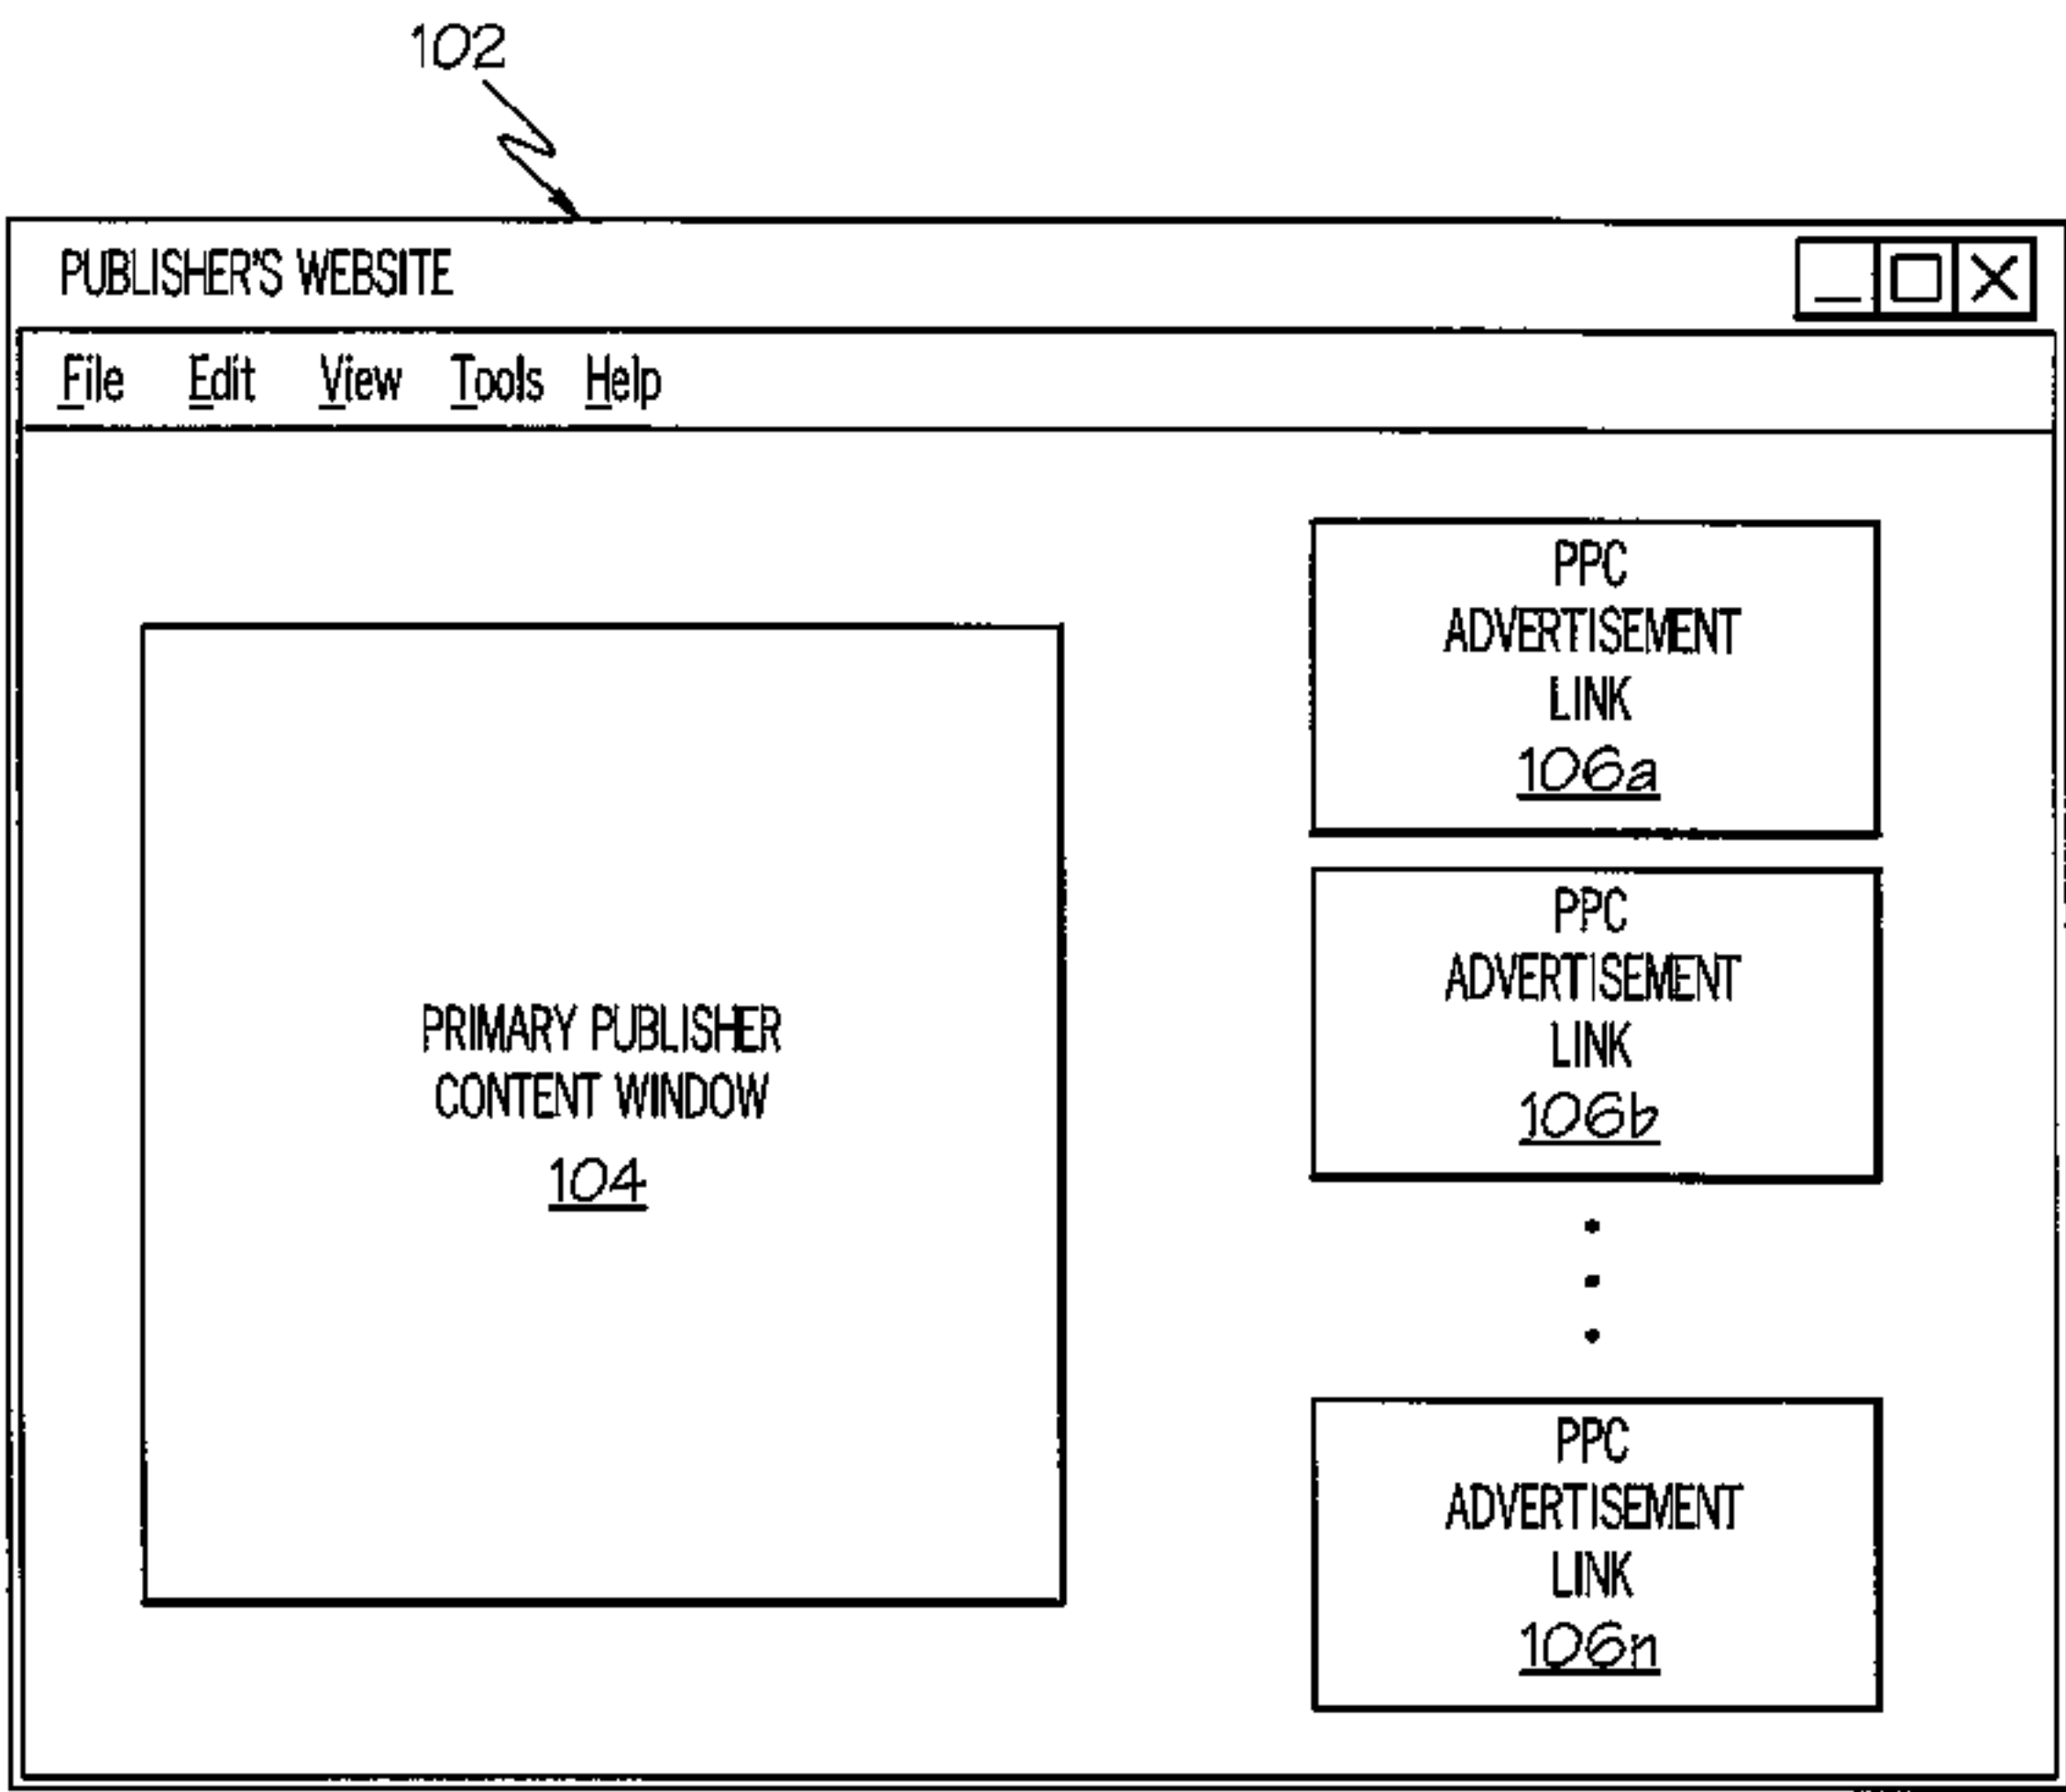 102
PUBLISHER'S WEBSITE
File Edit View Tools Help
PRIMARY PUBLISHER
CONTENT WINDOW
104
PPC
ADVERTISEMENT
LINK
106a
PPC
ADVERTISEMENT
LINK
106b
PPC
ADVERTISEMENT
LINK
106n